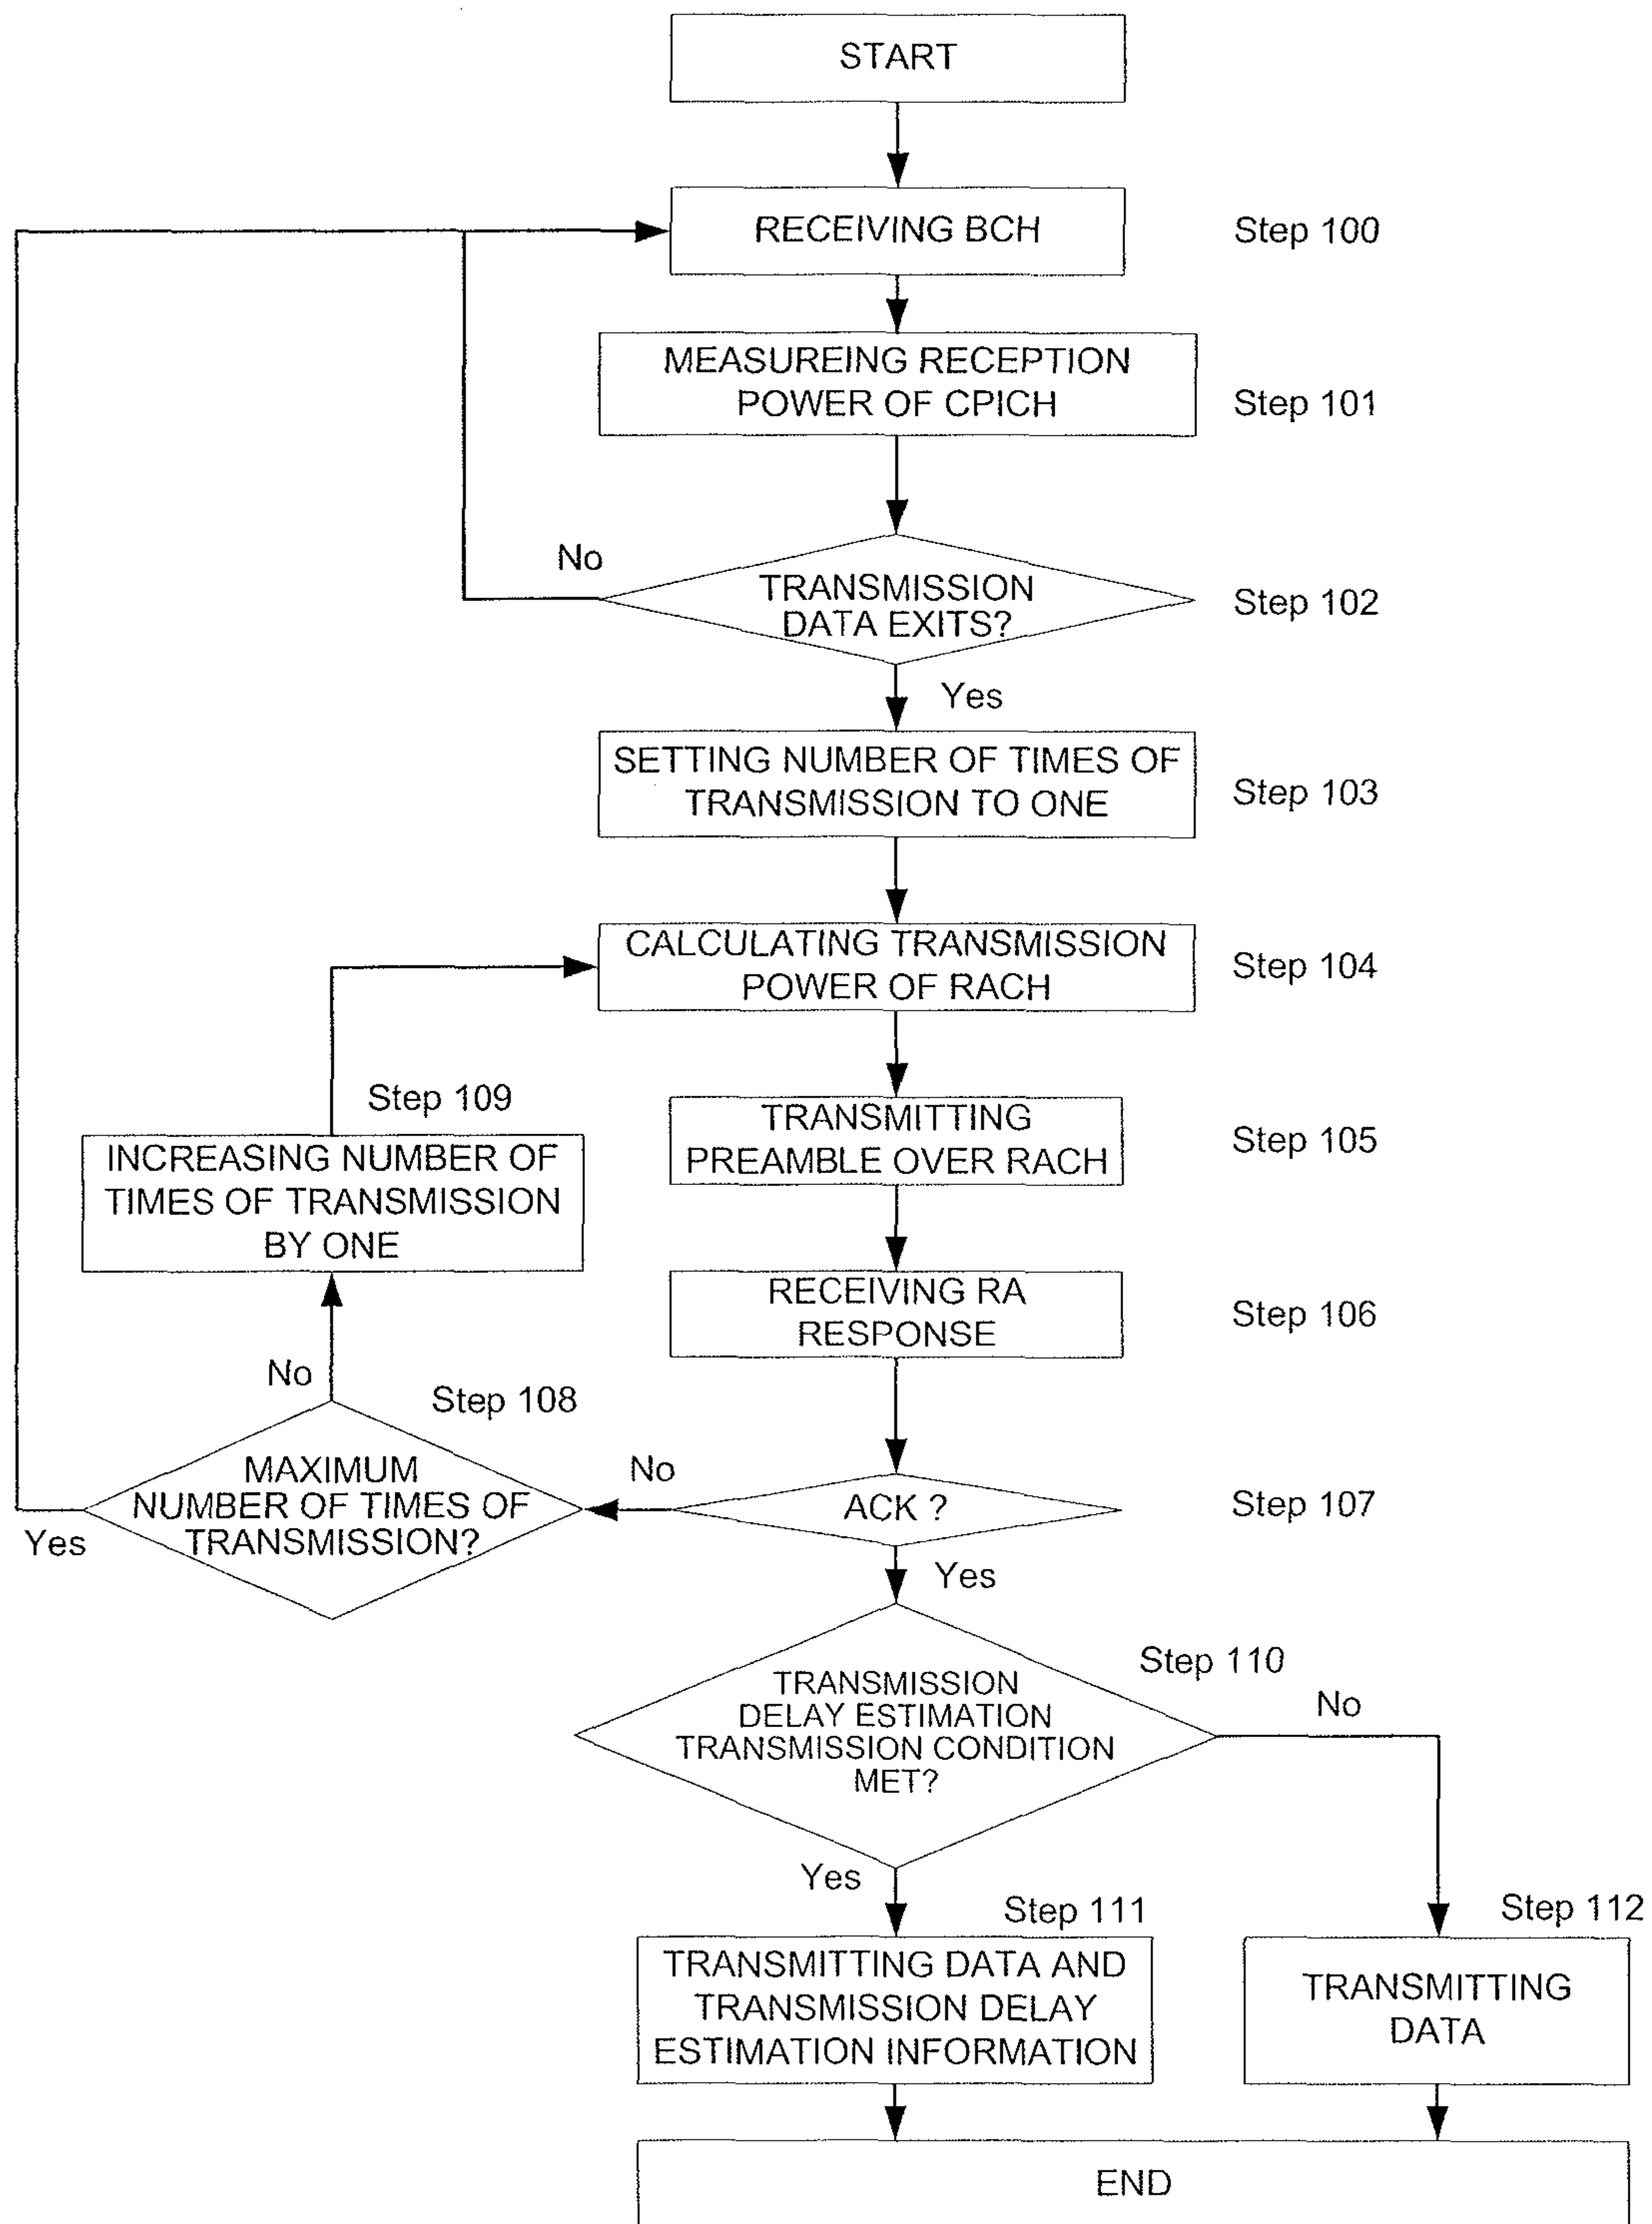 START
RECEIVING BCH
Step 100
MEASUREING RECEPTION
POWER OF CPICH
Step 101
No
TRANSMISSION
DATA EXITS?
Step 102
Yes
SETTING NUMBER OF TIMES OF
TRANSMISSION TO ONE
Step 103
CALCULATING TRANSMISSION
POWER OF RACH
Step 104
Step 109
INCREASING NUMBER OF
TIMES OF TRANSMISSION
BY ONE
TRANSMITTING
PREAMBLE OVER RACH
Step 105
RECEIVING RA
RESPONSE
Step 106
No
Step 108
MAXIMUM
NUMBER OF TIMES OF
TRANSMISSION?
Yes
No
ACK ?
Step 107
Yes
Step 110
TRANSMISSION
DELAY ESTIMATION
TRANSMISSION CONDITION
MET?
No
Yes
Step 111
TRANSMITTING DATA AND
TRANSMISSION DELAY
ESTIMATION INFORMATION
Step 112
TRANSMITTING
DATA
END